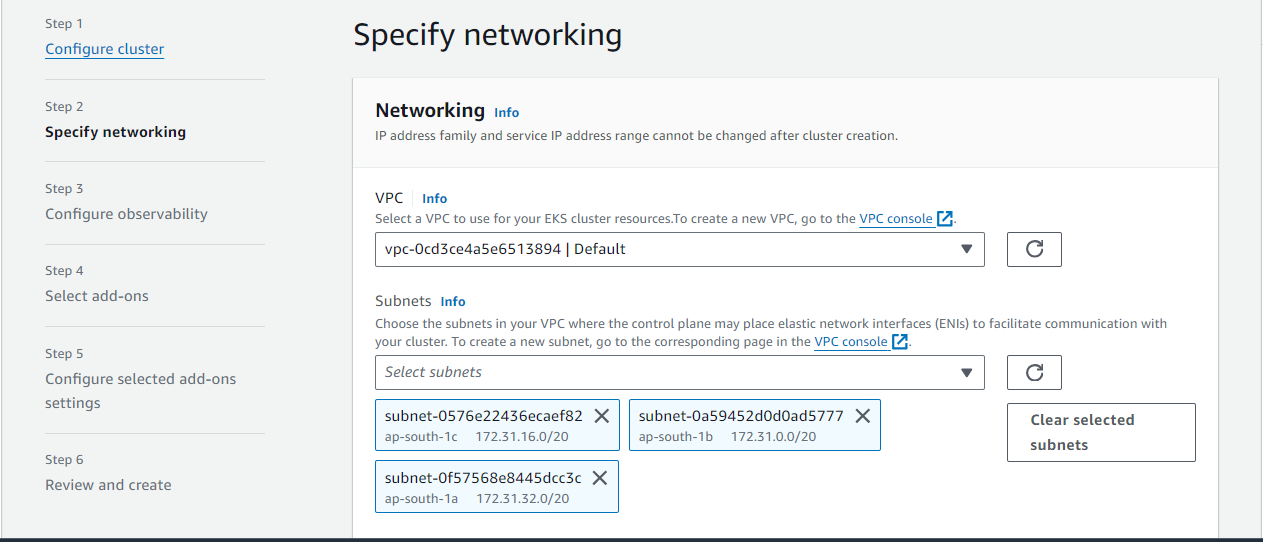 Step 1
Configure cluster
Step 2
Specify networking
Step 3
Configure observability
Step 4
Select add-ons
Step 5
Configure selected add-ons
settings
Step 6
Review and create
Specify networking
Networking Info
IP address family and service IP address range cannot be changed after cluster creation.
VPC Info
Select a VPC to use for your EKS cluster resources.To create a new VPC, go to the VPC console.
vpc-0cd3ce4a5e6513894 | Default
Subnets Info
Choose the subnets in your VPC where the control plane may place elastic network interfaces (ENIs) to facilitate communication with
your cluster. To create a new subnet, go to the corresponding page in the VPC console.
Select subnets
subnet-0576e22436ecaef82
ap-south-1c 172.31.16.0/20
subnet-0a59452d0d0ad5777
ap-south-1b 172.31.0.0/20
subnet-0f57568e8445dcc3c
ap-south-1a 172.31.32.0/20
Clear selected
subnets